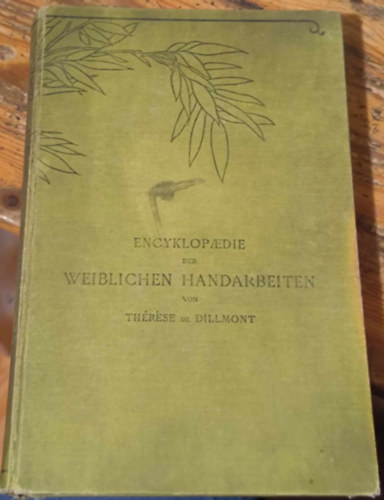 ENCYKLOPÆDIE
DER
WEIBLICHEN HANDARBEITEN
VON
THÉRÈSE DE DILLMONT